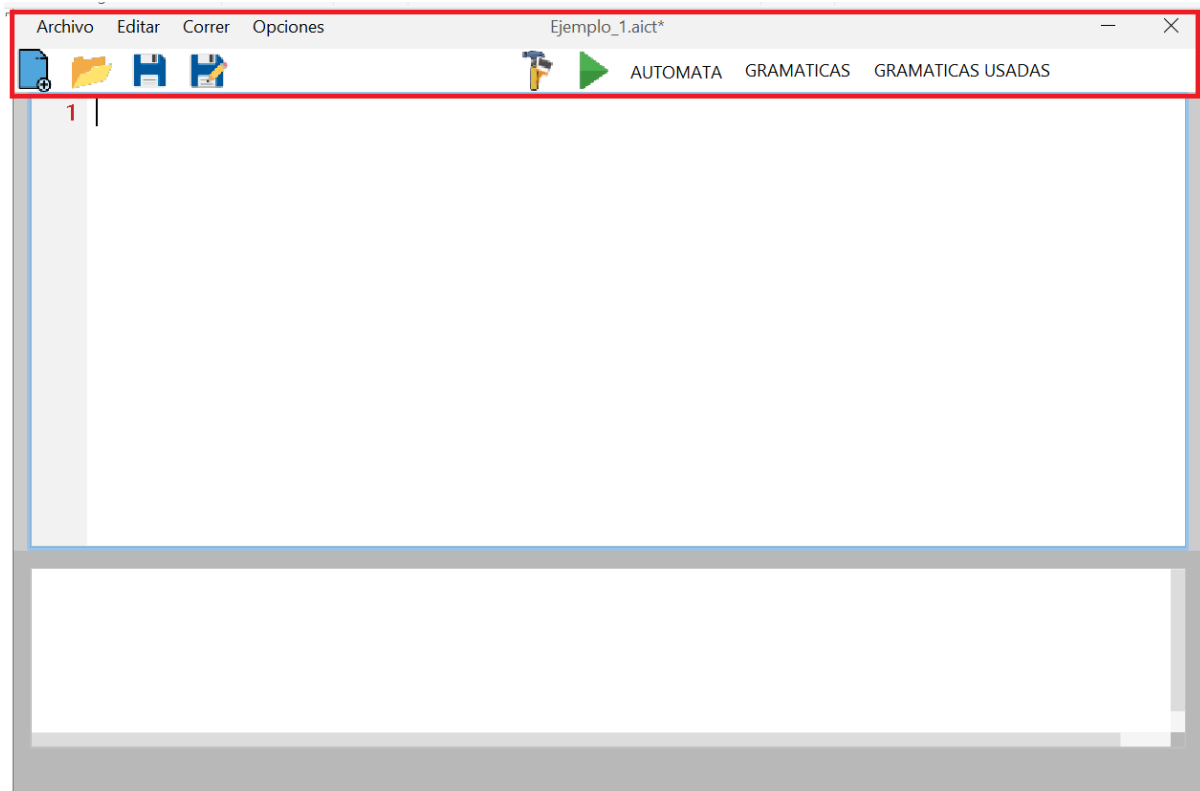 Archivo Editar Correr Opciones Ejemplo_1.aict*
AUTOMATA GRAMATICAS GRAMATICAS USADAS
1